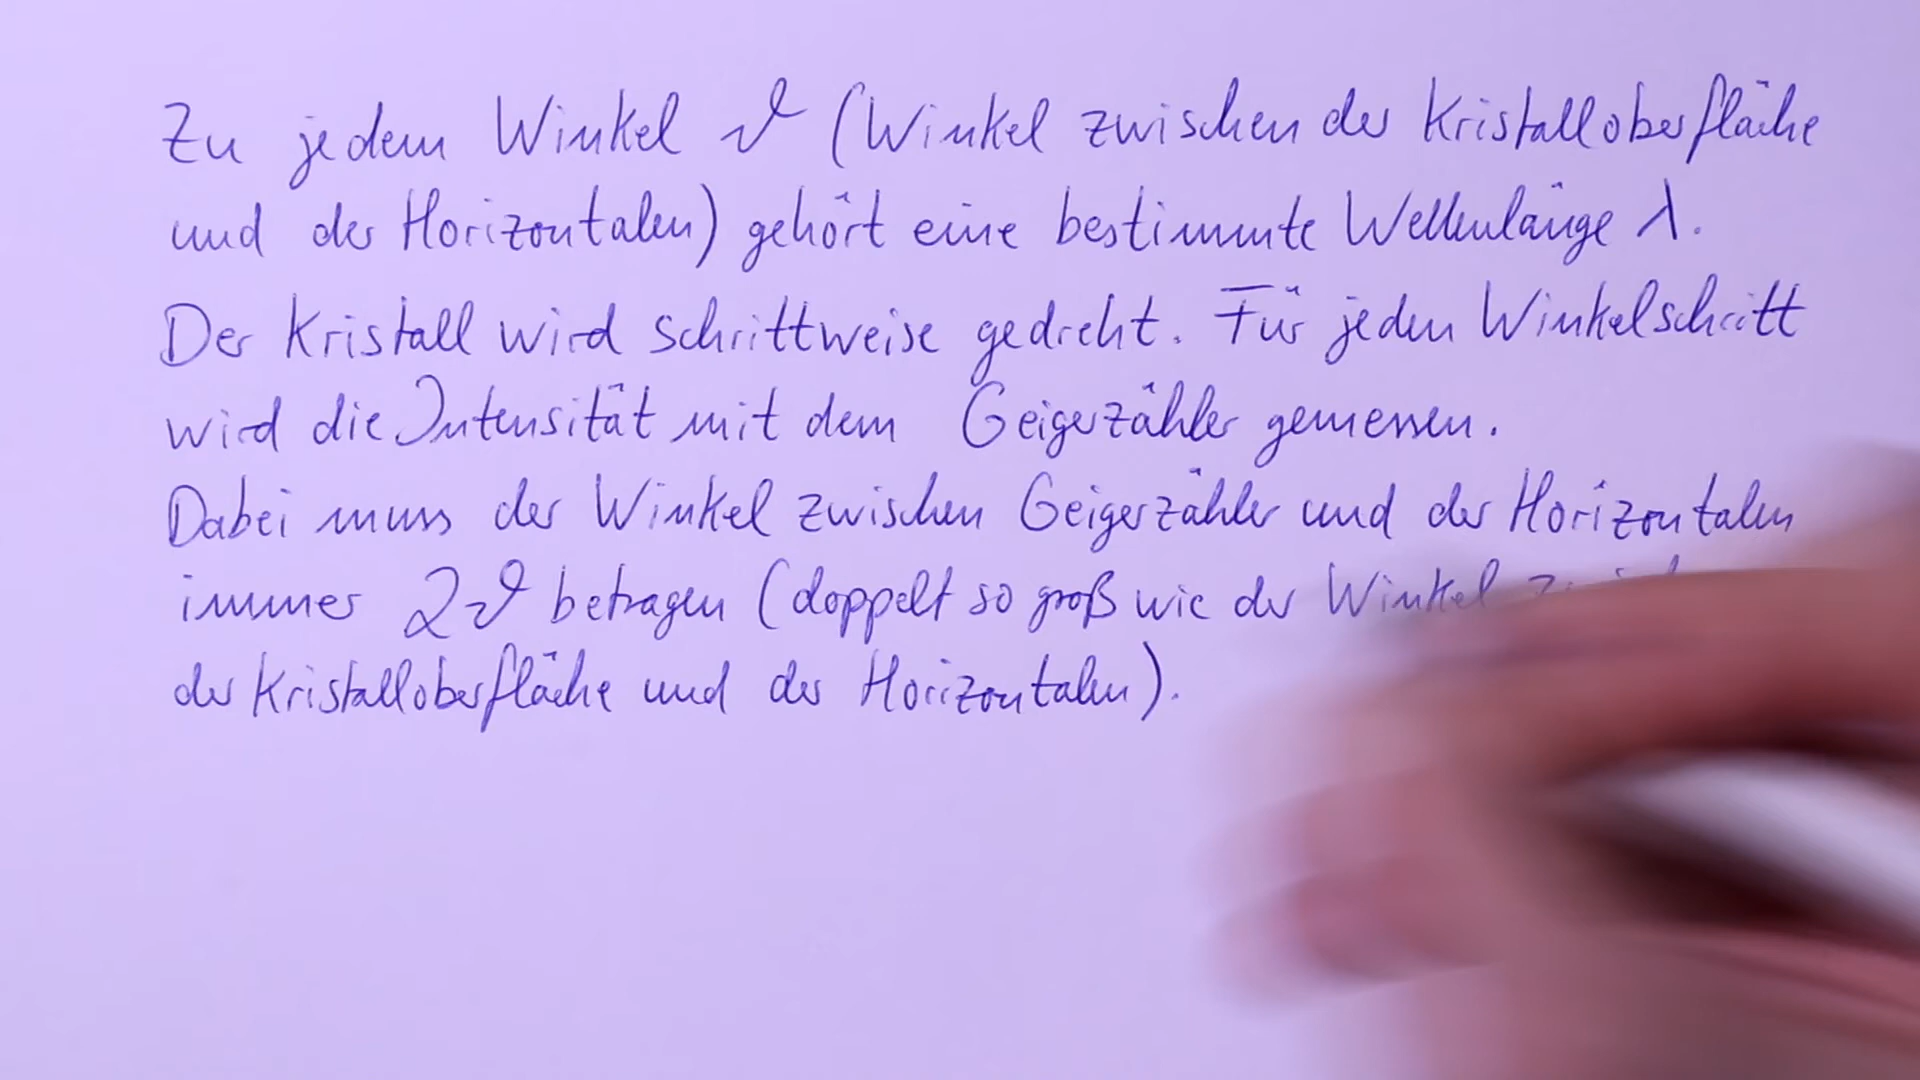 Zu jedem Winkel ϑ (Winkel zwischen der Kristalloberfläche
und der Horizontalen) gehört eine bestimmte Wellenlänge λ.
Der Kristall wird schrittweise gedreht. Für jeden Winkelschritt
wird die Intensität mit dem Geigerzähler gemessen.
Dabei muss der Winkel zwischen Geigerzähler und der Horizontalen
immer 2ϑ betragen (doppelt so groß wie der Winkel
der Kristalloberfläche und der Horizontalen).